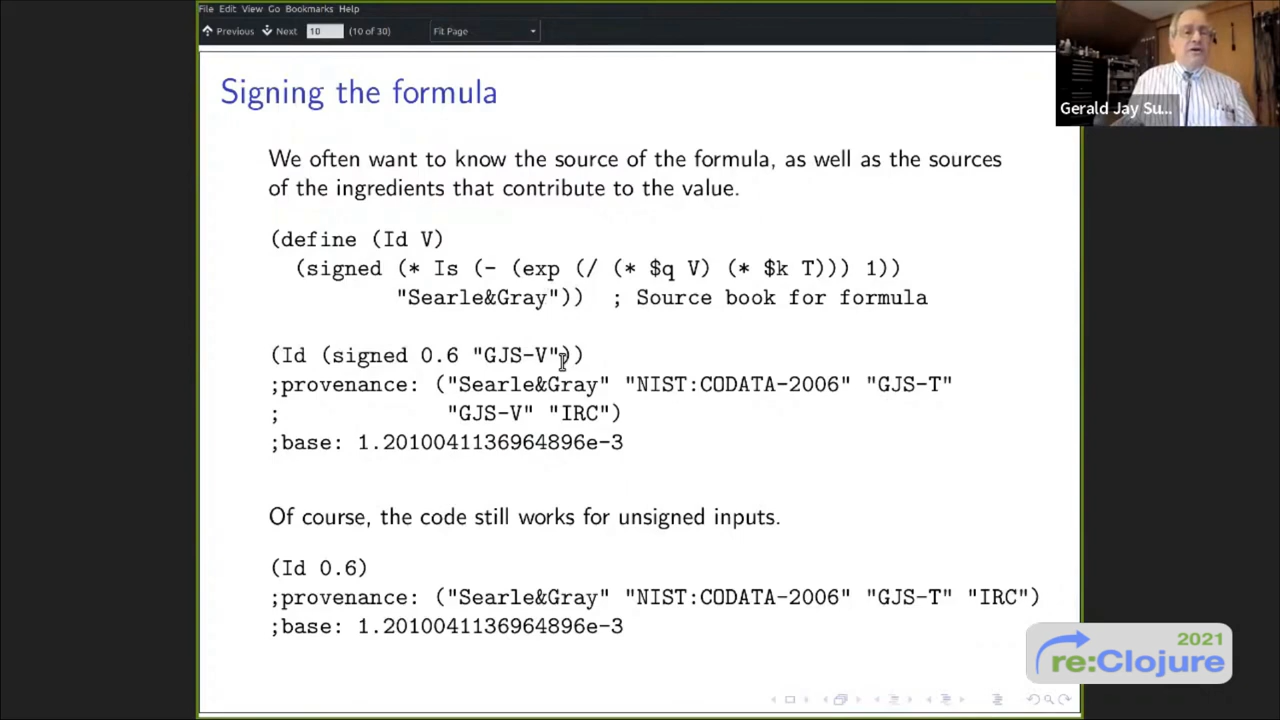 File Edit View Go Bookmarks Help
Previous Next 10 (10 of 30) Fit Page
Gerald Jay Su...
Signing the formula
We often want to know the source of the formula, as well as the sources
of the ingredients that contribute to the value.
(define (Id V)
(signed (* Is (- (exp (/ (* $q V) (* $k T))) 1))
"Searle&Gray")) ; Source book for formula
(Id (signed 0.6 "GJS-V"))
;provenance: ("Searle&Gray" "NIST:CODATA-2006" "GJS-T"
; "GJS-V" "IRC")
;base: 1.2010041136964896e-3
Of course, the code still works for unsigned inputs.
(Id 0.6)
;provenance: ("Searle&Gray" "NIST:CODATA-2006" "GJS-T" "IRC")
;base: 1.2010041136964896e-3
2021
re:Clojure